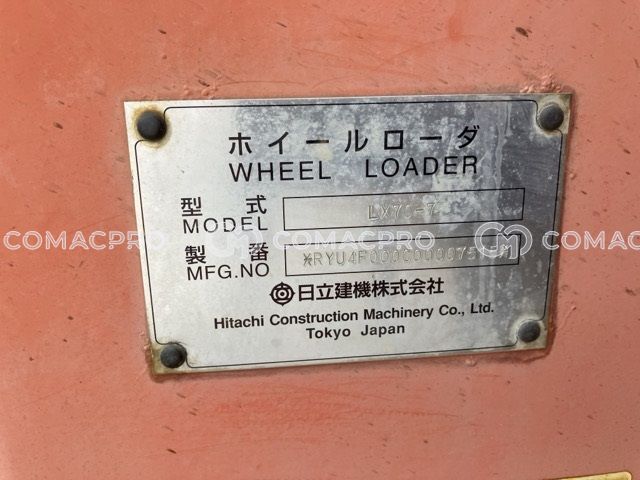 ホイールローダ
WHEEL LOADER
型式
MODEL
製番
MFG.NO
日立建機株式会社
Hitachi Construction Machinery Co., Ltd.
Tokyo Japan
COMACPRO COMACPRO COMACPRO